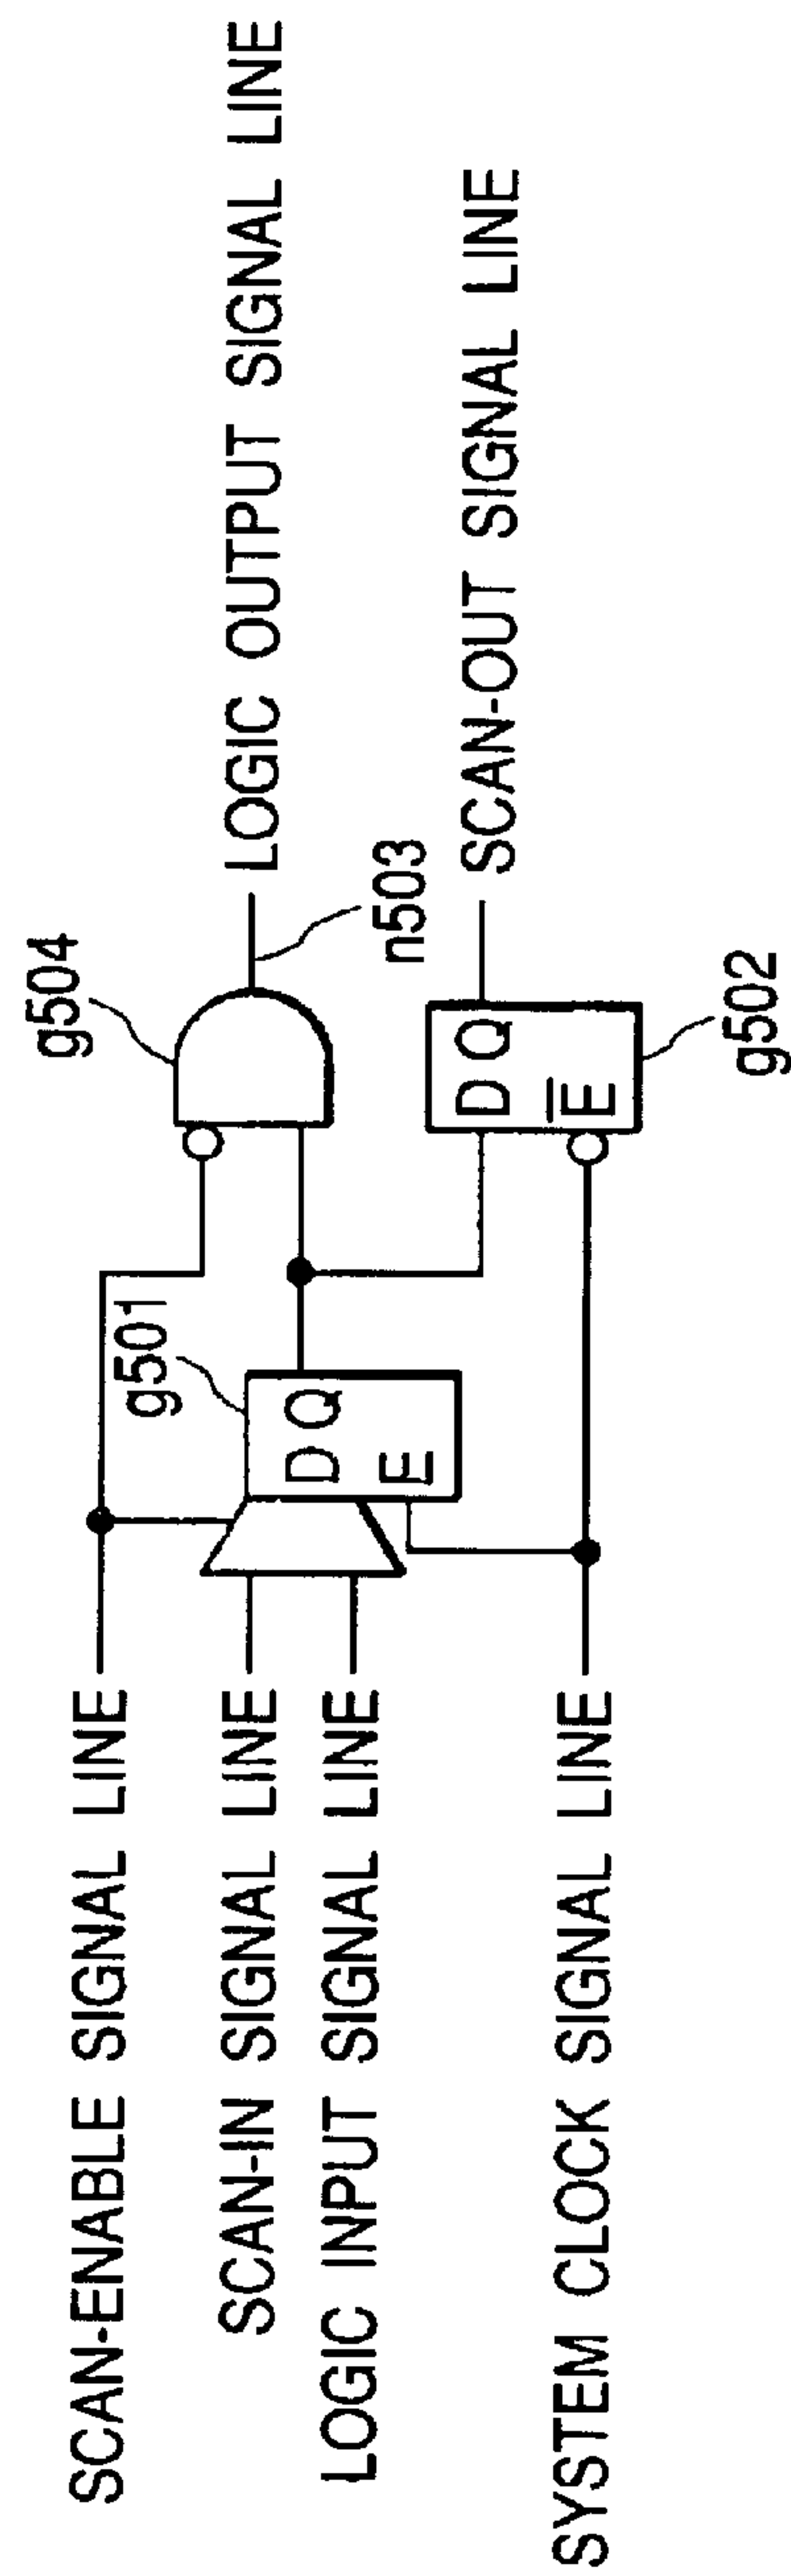 SCAN-ENABLE SIGNAL LINE
g504
LOGIC OUTPUT SIGNAL LINE
g501
SCAN-IN SIGNAL LINE
D Q
E
n503
LOGIC INPUT SIGNAL LINE
SCAN-OUT SIGNAL LINE
D Q
E̅
SYSTEM CLOCK SIGNAL LINE
g502